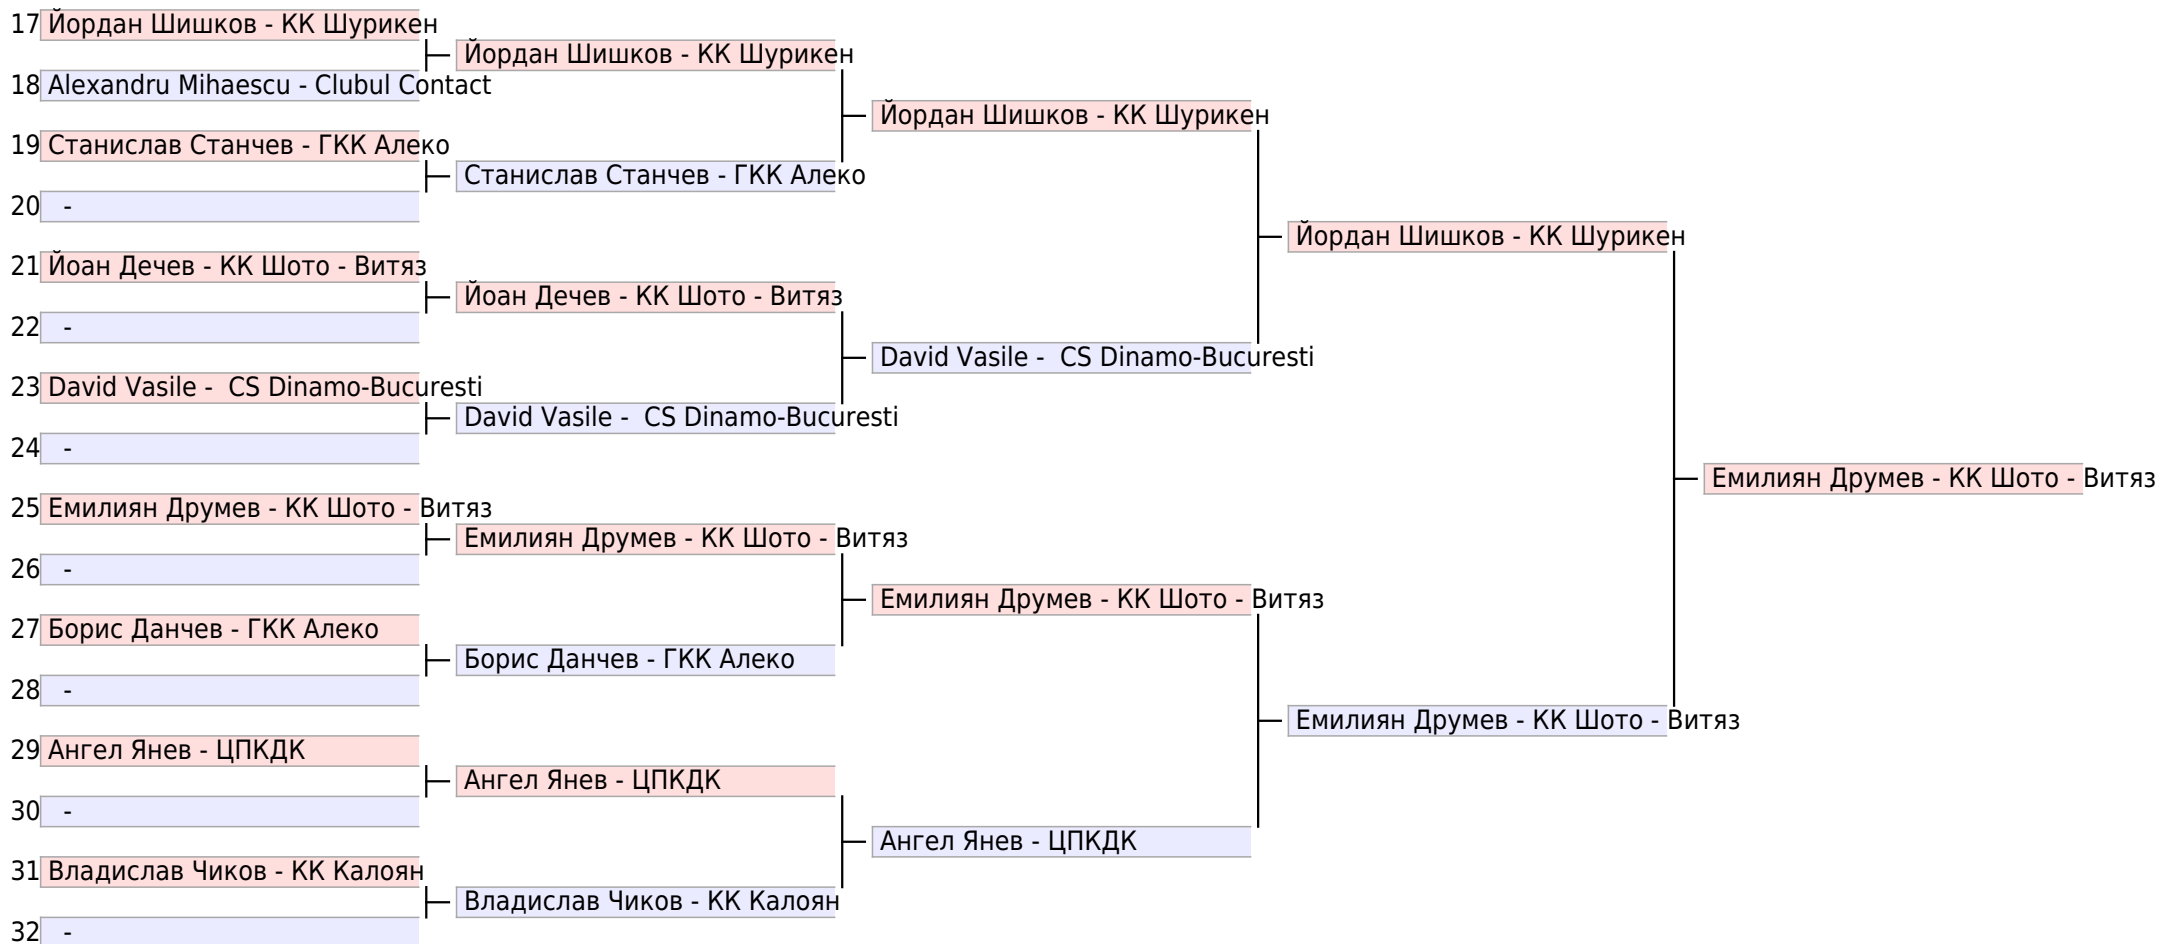 17 Йордан Шишков - КК Шурикен
Йордан Шишков - КК Шурикен
18 Alexandru Mihaescu - Clubul Contact
Йордан Шишков - КК Шурикен
19 Станислав Станчев - ГКК Алеко
Станислав Станчев - ГКК Алеко
20 -
Йордан Шишков - КК Шурикен
21 Йоан Дечев - КК Шото - Витяз
Йоан Дечев - КК Шото - Витяз
22 -
David Vasile -  CS Dinamo-Bucuresti
23 David Vasile -  CS Dinamo-Bucuresti
David Vasile -  CS Dinamo-Bucuresti
24 -
Емилиян Друмев - КК Шото - Витяз
25 Емилиян Друмев - КК Шото - Витяз
Емилиян Друмев - КК Шото - Витяз
26 -
Емилиян Друмев - КК Шото - Витяз
27 Борис Данчев - ГКК Алеко
Борис Данчев - ГКК Алеко
28 -
Емилиян Друмев - КК Шото - Витяз
29 Ангел Янев - ЦПКДК
Ангел Янев - ЦПКДК
30 -
Ангел Янев - ЦПКДК
31 Владислав Чиков - КК Калоян
Владислав Чиков - КК Калоян
32 -